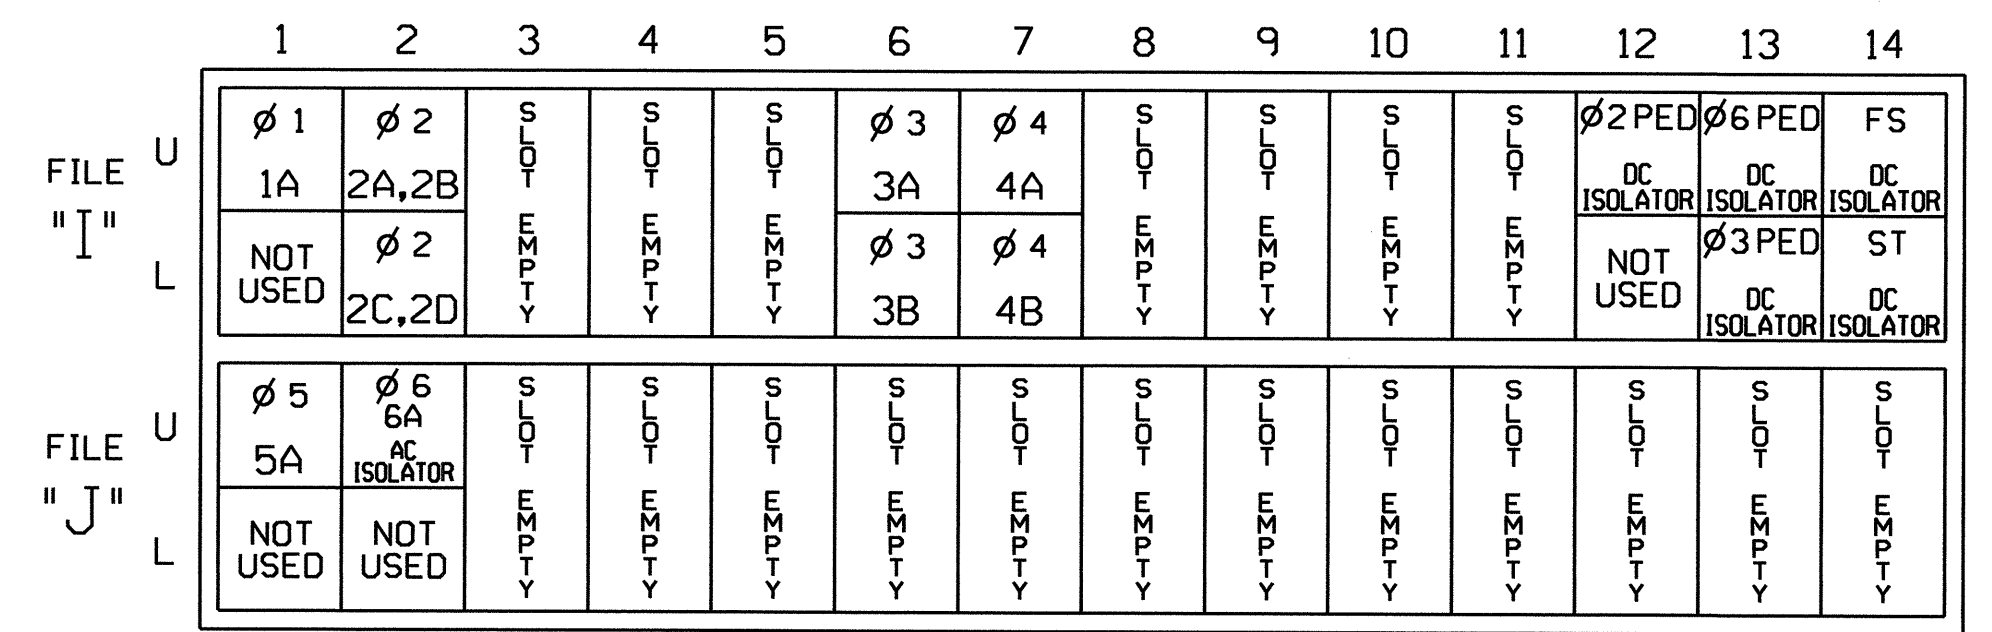 1 2 3 4 5 6 7 8 9 10 11 12 13 14
FILE "I"
U
Ø 1 1A
Ø 2 2A,2B
SLOT EMPTY
SLOT EMPTY
SLOT EMPTY
Ø 3 3A
Ø 4 4A
SLOT EMPTY
SLOT EMPTY
SLOT EMPTY
SLOT EMPTY
Ø2 PED DC ISOLATOR
Ø6 PED DC ISOLATOR
FS DC ISOLATOR
L
NOT USED
Ø 2 2C,2D
Ø 3 3B
Ø 4 4B
NOT USED
Ø3 PED DC ISOLATOR
ST DC ISOLATOR
FILE "J"
U
Ø 5 5A
Ø 6 6A AC ISOLATOR
SLOT EMPTY
SLOT EMPTY
SLOT EMPTY
SLOT EMPTY
SLOT EMPTY
SLOT EMPTY
SLOT EMPTY
SLOT EMPTY
SLOT EMPTY
SLOT EMPTY
SLOT EMPTY
SLOT EMPTY
L
NOT USED
NOT USED